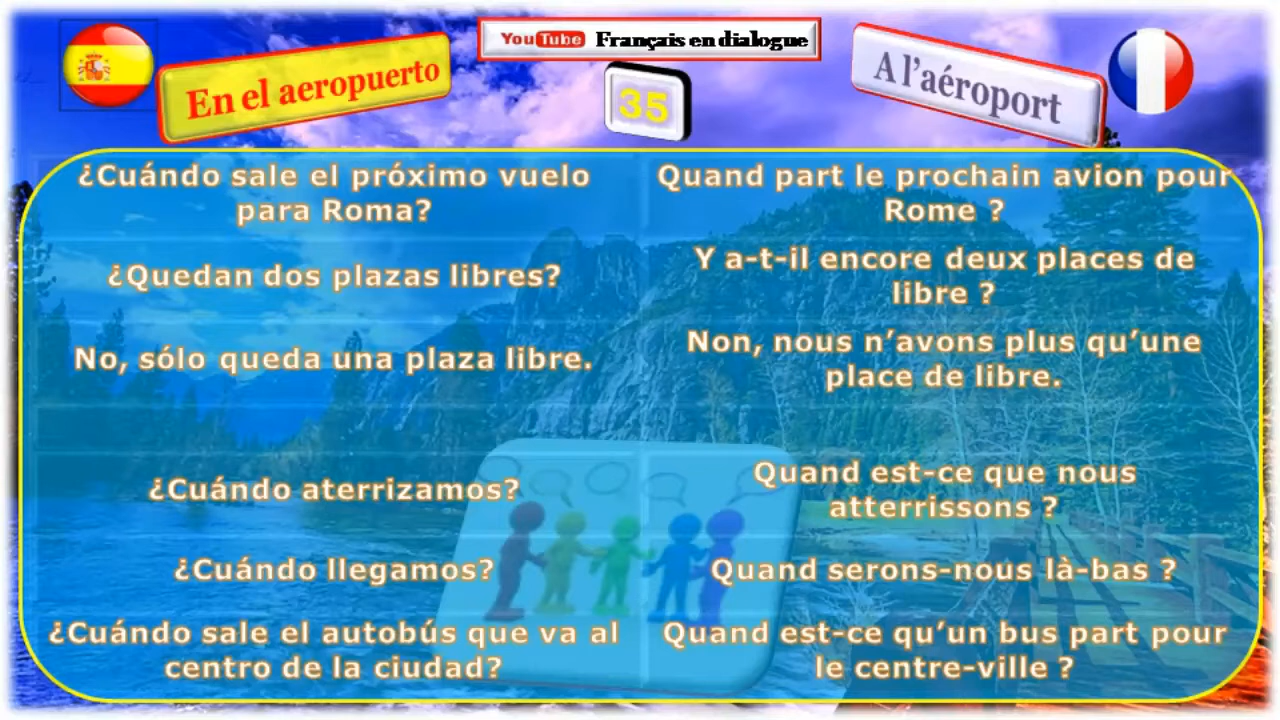 YouTube Français en dialogue
En el aeropuerto
35
A l'aéroport
¿Cuándo sale el próximo vuelo
para Roma?
Quand part le prochain avion pour
Rome ?
¿Quedan dos plazas libres?
Y a-t-il encore deux places de
libre ?
No, sólo queda una plaza libre.
Non, nous n’avons plus qu’une
place de libre.
¿Cuándo aterrizamos?
Quand est-ce que nous
atterrissons ?
¿Cuándo llegamos?
Quand serons-nous là-bas ?
¿Cuándo sale el autobús que va al
centro de la ciudad?
Quand est-ce qu’un bus part pour
le centre-ville ?